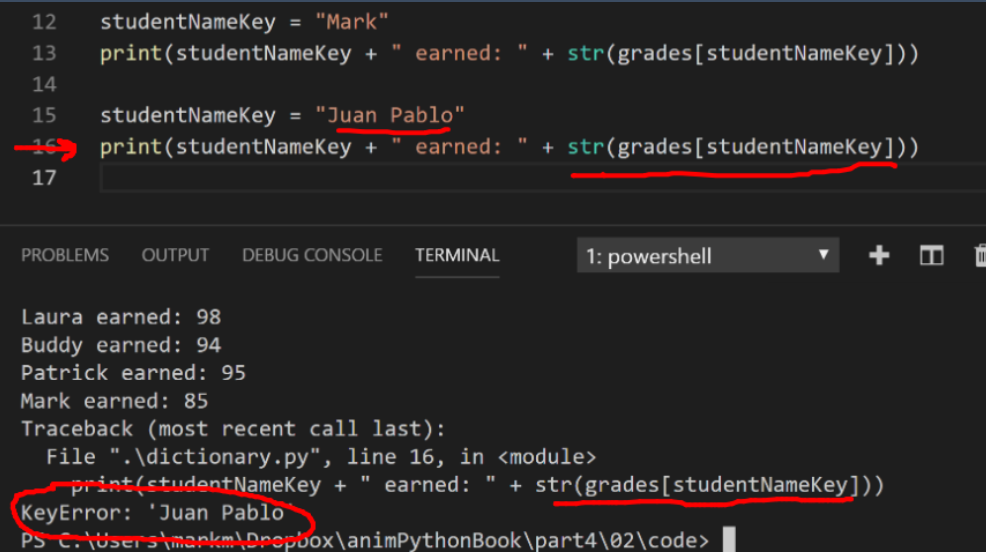 12 studentNameKey = "Mark"
13 print(studentNameKey + " earned: " + str(grades[studentNameKey]))
14
15 studentNameKey = "Juan Pablo"
16 print(studentNameKey + " earned: " + str(grades[studentNameKey]))
17
PROBLEMS OUTPUT DEBUG CONSOLE TERMINAL 1: powershell
Laura earned: 98
Buddy earned: 94
Patrick earned: 95
Mark earned: 85
Traceback (most recent call last):
File ".\dictionary.py", line 16, in <module>
print(studentNameKey + " earned: " + str(grades[studentNameKey]))
KeyError: 'Juan Pablo'
PS C:\Users\markm\Dropbox\animPythonBook\part4\02\code>